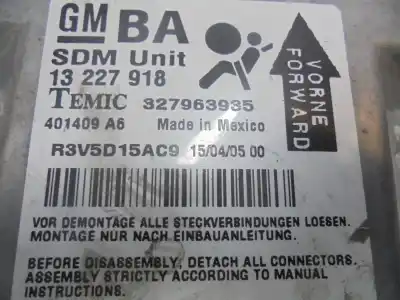 GM BA
SDM Unit
13 227 918
TEMIC 327963935
401409 A6 Made in Mexico
R3V5D15AC9 15/04/05 00
VORNE
FORWARD
VOR DEMONTAGE ALLE STECKVERBINDUNGEN LOESEN.
MONTAGE NUR NACH EINBAUANLEITUNG.
BEFORE DISASSEMBLY, DETACH ALL CONNECTORS.
ASSEMBLY STRICTLY ACCORDING TO MANUAL
INSTRUCTIONS.